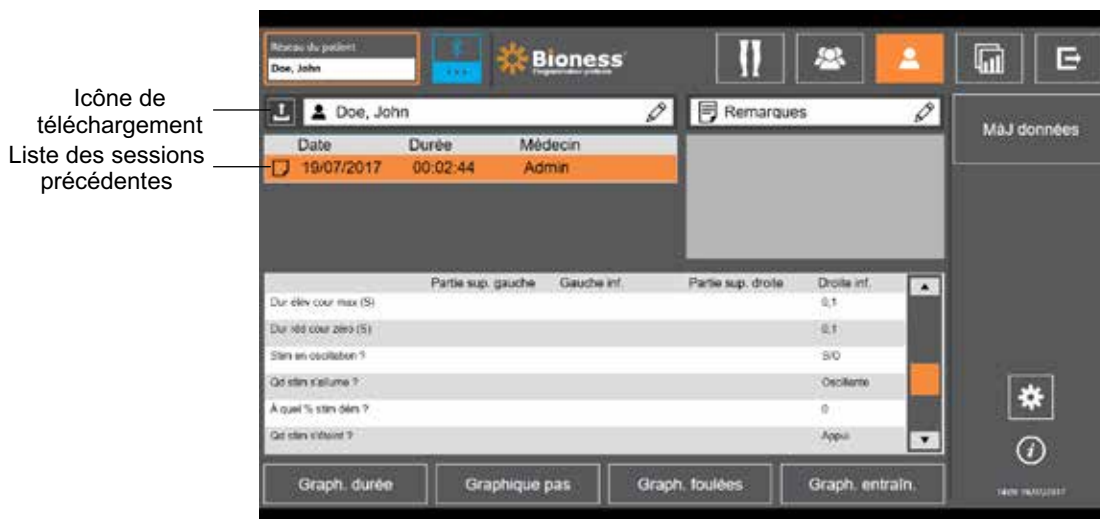 Icône de
téléchargement
Liste des sessions
précédentes
Réseau du patient
Doe, John
Bioness
Doe, John
Remarques
MàJ données
Date Durée Médecin
19/07/2017 00:02:44 Admin
Partie sup. gauche Gauche inf. Partie sup. droite Droite inf.
Dur élév cour max (S) 0,1
Dur réd cour zéro (S) 0,1
Stim en oscillation ? S/O
Qd stim s'allume ? Oscillante
À quel % stim dém ? 0
Qd stim s'éteint ? Appui
Graph. durée Graphique pas Graph. foulées Graph. entraîn.